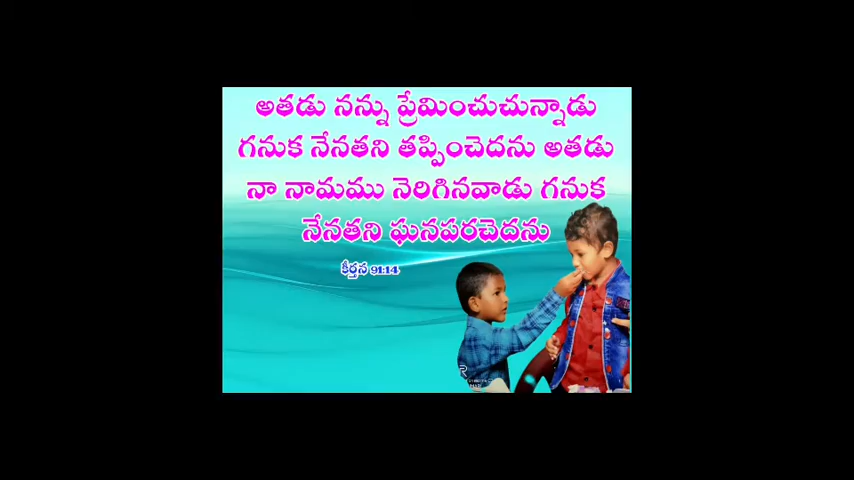 అతడు నన్ను ప్రేమించుచున్నాడు
గనుక నేనతని తప్పించెదను అతడు
నా నామము నెరిగినవాడు గనుక
నేనతని ఘనపరచెదను
కీర్తన 91:14